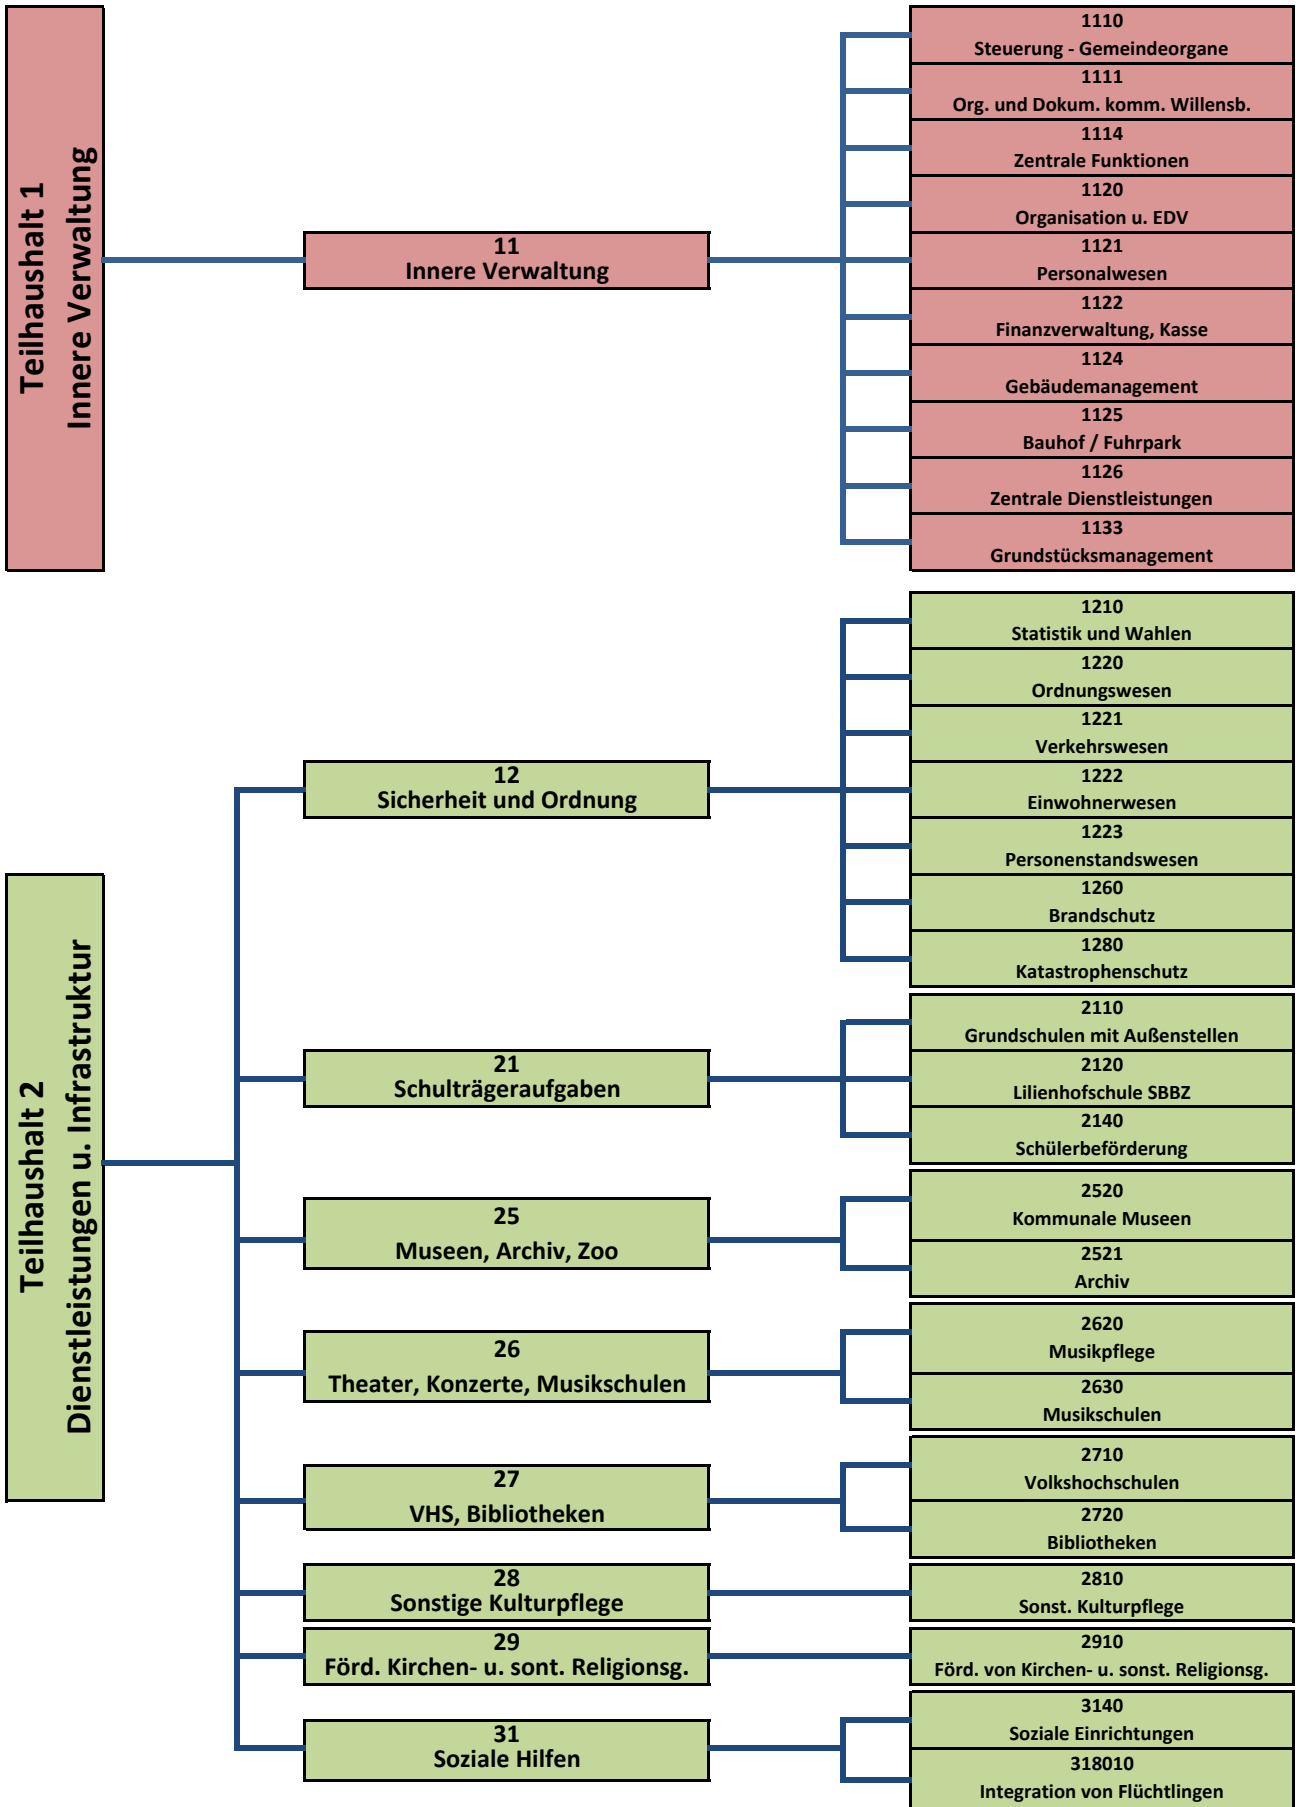 Teilhaushalt 1
Innere Verwaltung
11
Innere Verwaltung
1110
Steuerung - Gemeindeorgane
1111
Org. und Dokum. komm. Willensb.
1114
Zentrale Funktionen
1120
Organisation u. EDV
1121
Personalwesen
1122
Finanzverwaltung, Kasse
1124
Gebäudemanagement
1125
Bauhof / Fuhrpark
1126
Zentrale Dienstleistungen
1133
Grundstücksmanagement
Teilhaushalt 2
Dienstleistungen u. Infrastruktur
12
Sicherheit und Ordnung
1210
Statistik und Wahlen
1220
Ordnungswesen
1221
Verkehrswesen
1222
Einwohnerwesen
1223
Personenstandswesen
1260
Brandschutz
1280
Katastrophenschutz
21
Schulträgeraufgaben
2110
Grundschulen mit Außenstellen
2120
Lilienhofschule SBBZ
2140
Schülerbeförderung
25
Museen, Archiv, Zoo
2520
Kommunale Museen
2521
Archiv
26
Theater, Konzerte, Musikschulen
2620
Musikpflege
2630
Musikschulen
27
VHS, Bibliotheken
2710
Volkshochschulen
2720
Bibliotheken
28
Sonstige Kulturpflege
2810
Sonst. Kulturpflege
29
Förd. Kirchen- u. sont. Religionsg.
2910
Förd. von Kirchen- u. sonst. Religionsg.
31
Soziale Hilfen
3140
Soziale Einrichtungen
318010
Integration von Flüchtlingen